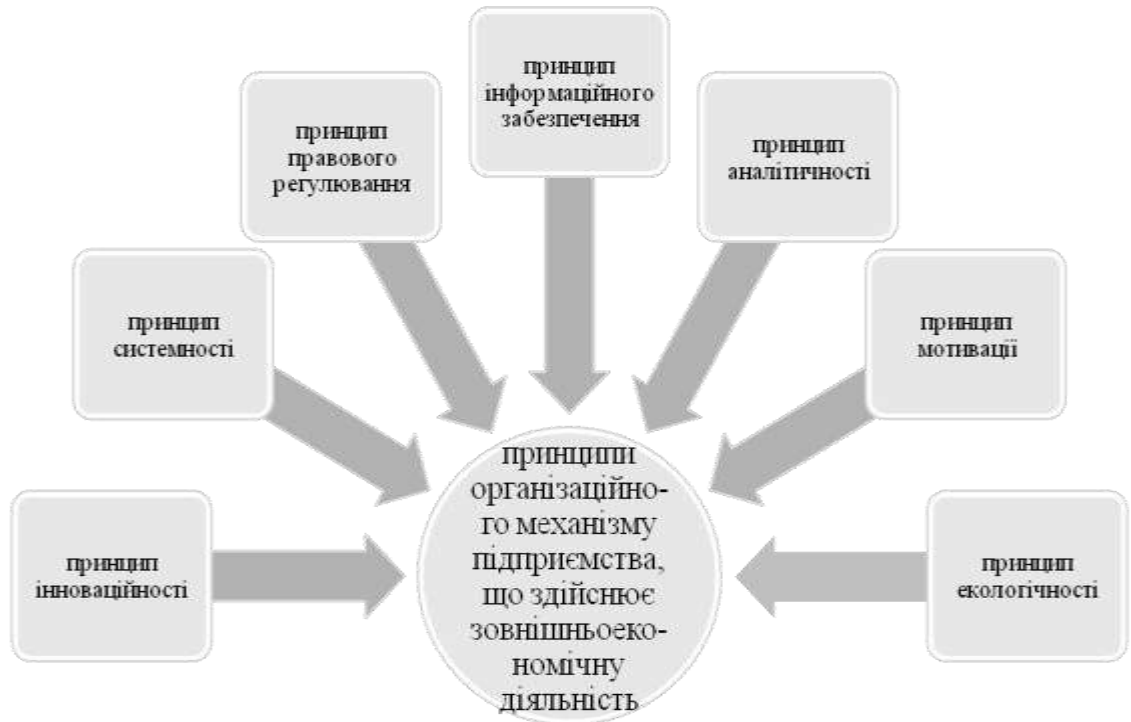 принцип
інформаційного
забезпечення
принцип
правового
регулювання
принцип
аналітичності
принцип
системності
принцип
мотивації
принцип
інноваційності
принцип
екологічності
принципи
організаційно-
го механізму
підприємства,
що здійснює
зовнішньоеко-
номічну
діяльність